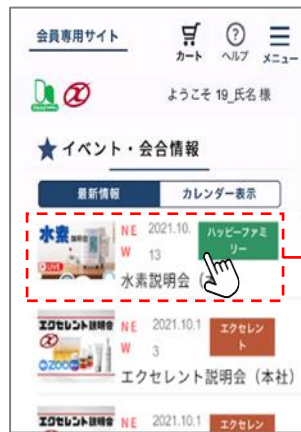 会員専用サイト
カート
ヘルプ
メニュー
ようこそ 19_氏名 様
★イベント・会合情報
最新情報
カレンダー表示
水素 説明会
LIVE
NE
W
2021.10.
13
ハッピーファミ
リー
水素説明会（
エクセレント説明会
NE
W
2021.10.1
3
エクセレン
ト
エクセレント説明会（本社）
エクセレント説明会
NE
2021.10.1
エクセレン